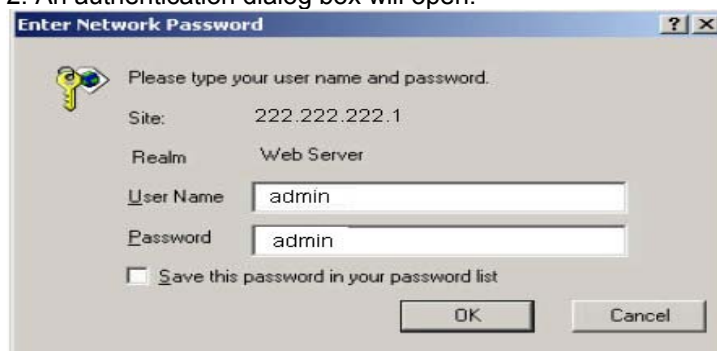 2. An authentication dialog box will open.
Enter Network Password
Please type your user name and password.
Site: 222.222.222.1
Realm Web Server
User Name admin
Password admin
Save this password in your password list
OK Cancel